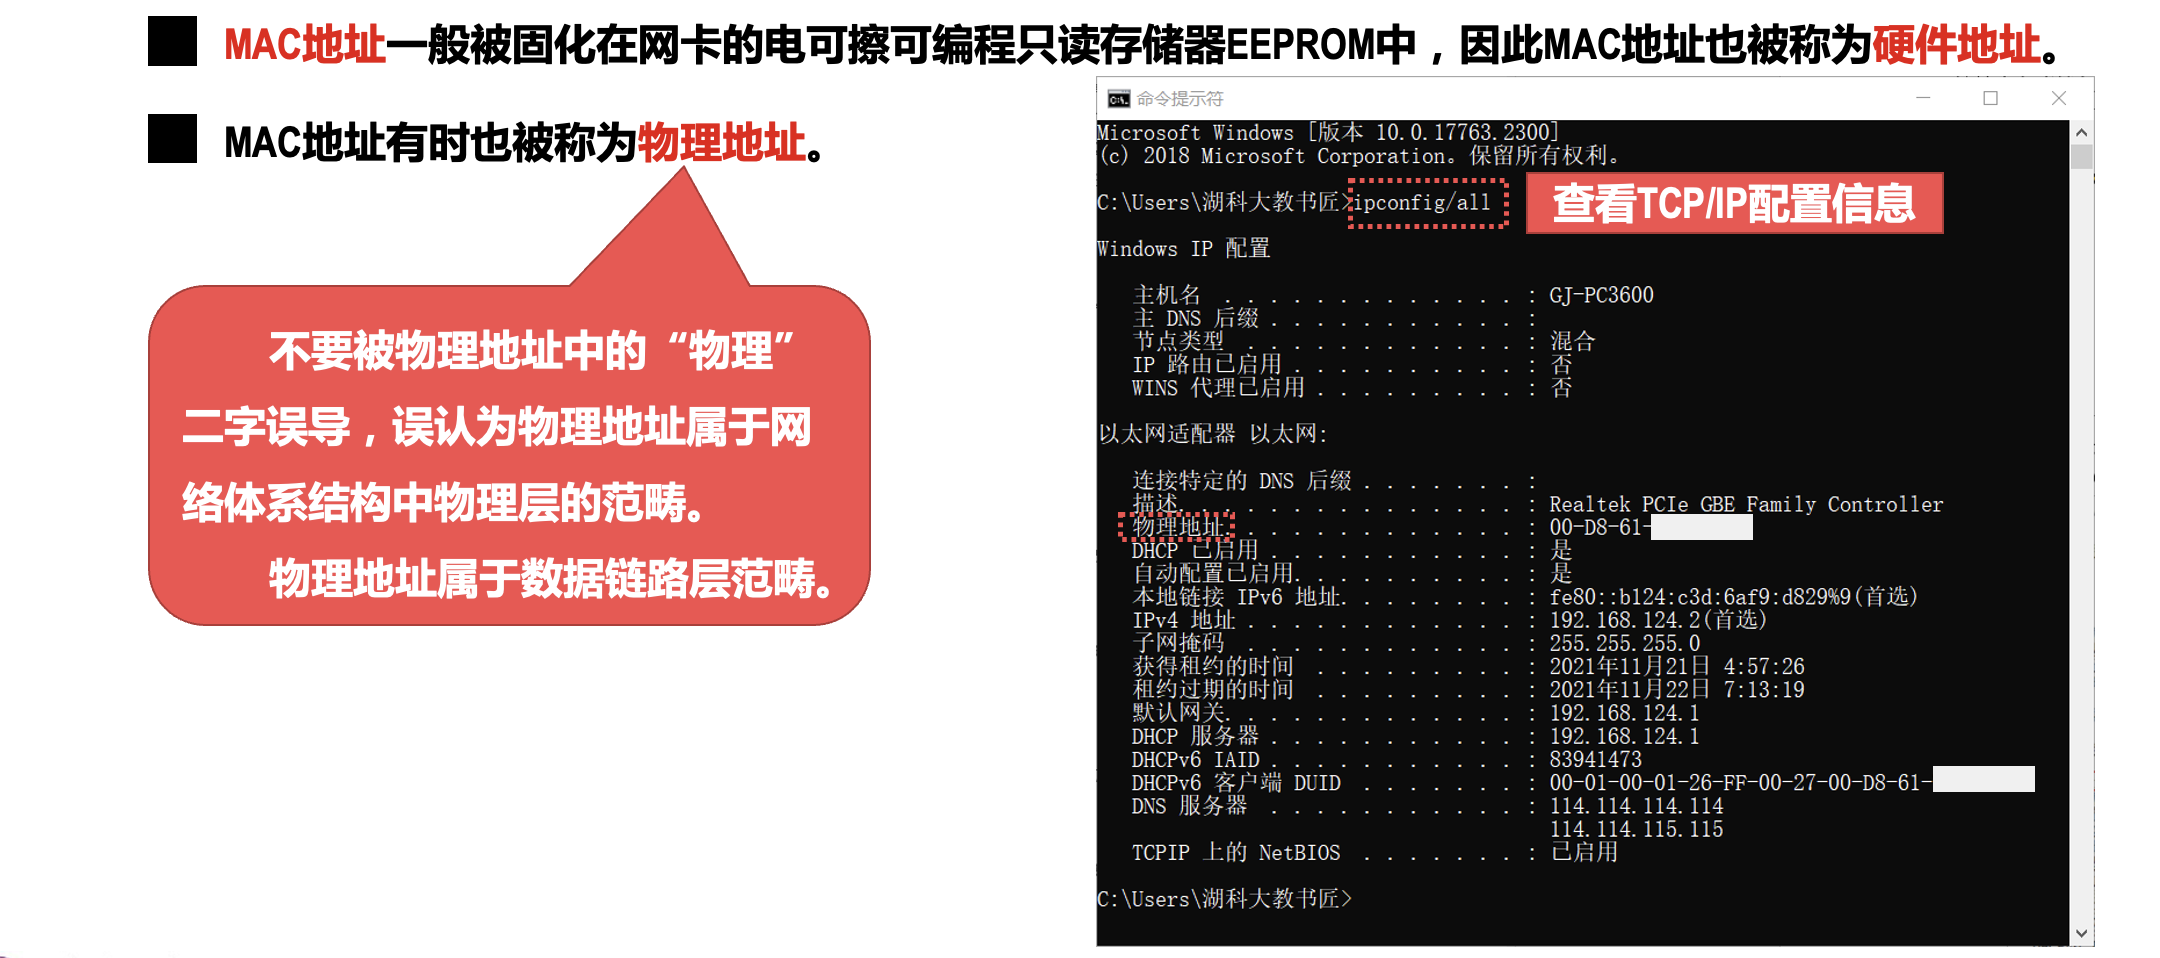 MAC地址一般被固化在网卡的电可擦可编程只读存储器EEPROM中，因此MAC地址也被称为硬件地址。
MAC地址有时也被称为物理地址。
不要被物理地址中的“物理”
二字误导，误认为物理地址属于网
络体系结构中物理层的范畴。
物理地址属于数据链路层范畴。
命令提示符
Microsoft Windows [版本 10.0.17763.2300]
(c) 2018 Microsoft Corporation。保留所有权利。
C:\Users\湖科大教书匠>ipconfig/all
查看TCP/IP配置信息
Windows IP 配置
主机名 . . . . . . . . . . . . . : GJ-PC3600
主 DNS 后缀 . . . . . . . . . . . . :
节点类型 . . . . . . . . . . . . : 混合
IP 路由已启用 . . . . . . . . . . : 否
WINS 代理已启用 . . . . . . . . . : 否
以太网适配器 以太网:
连接特定的 DNS 后缀 . . . . . . . :
描述. . . . . . . . . . . . . . . : Realtek PCIe GBE Family Controller
物理地址. . . . . . . . . . . . . : 00-D8-61-
DHCP 已启用 . . . . . . . . . . . : 是
自动配置已启用. . . . . . . . . . : 是
本地链接 IPv6 地址. . . . . . . . : fe80::b124:c3d:6af9:d829%9(首选)
IPv4 地址 . . . . . . . . . . . . : 192.168.124.2(首选)
子网掩码 . . . . . . . . . . . . : 255.255.255.0
获得租约的时间 . . . . . . . . . : 2021年11月21日 4:57:26
租约过期的时间 . . . . . . . . . : 2021年11月22日 7:13:19
默认网关. . . . . . . . . . . . . : 192.168.124.1
DHCP 服务器 . . . . . . . . . . . : 192.168.124.1
DHCPv6 IAID . . . . . . . . . . . : 83941473
DHCPv6 客户端 DUID . . . . . . . : 00-01-00-01-26-FF-00-27-00-D8-61-
DNS 服务器 . . . . . . . . . . . : 114.114.114.114
114.114.115.115
TCPIP 上的 NetBIOS . . . . . . . : 已启用
C:\Users\湖科大教书匠>